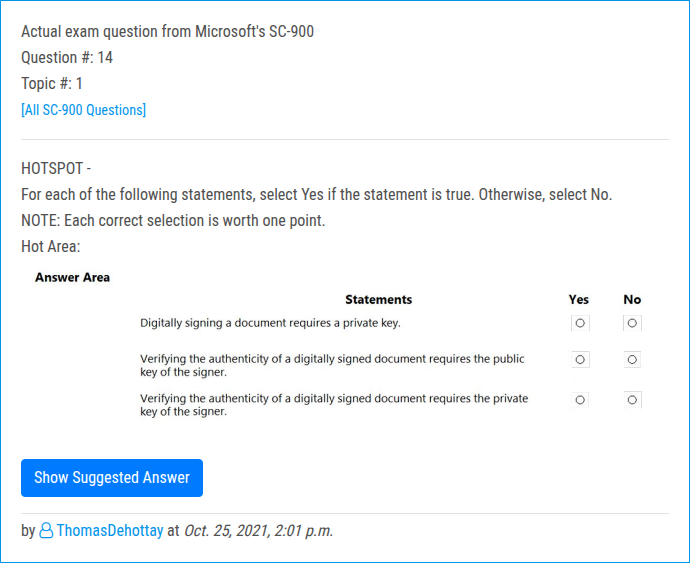 Actual exam question from Microsoft's SC-900
Question #: 14
Topic #: 1
[All SC-900 Questions]
HOTSPOT -
For each of the following statements, select Yes if the statement is true. Otherwise, select No.
NOTE: Each correct selection is worth one point.
Hot Area:
Answer Area
Statements Yes No
Digitally signing a document requires a private key.
Verifying the authenticity of a digitally signed document requires the public
key of the signer.
Verifying the authenticity of a digitally signed document requires the private
key of the signer.
Show Suggested Answer
by ThomasDehottay at Oct. 25, 2021, 2:01 p.m.